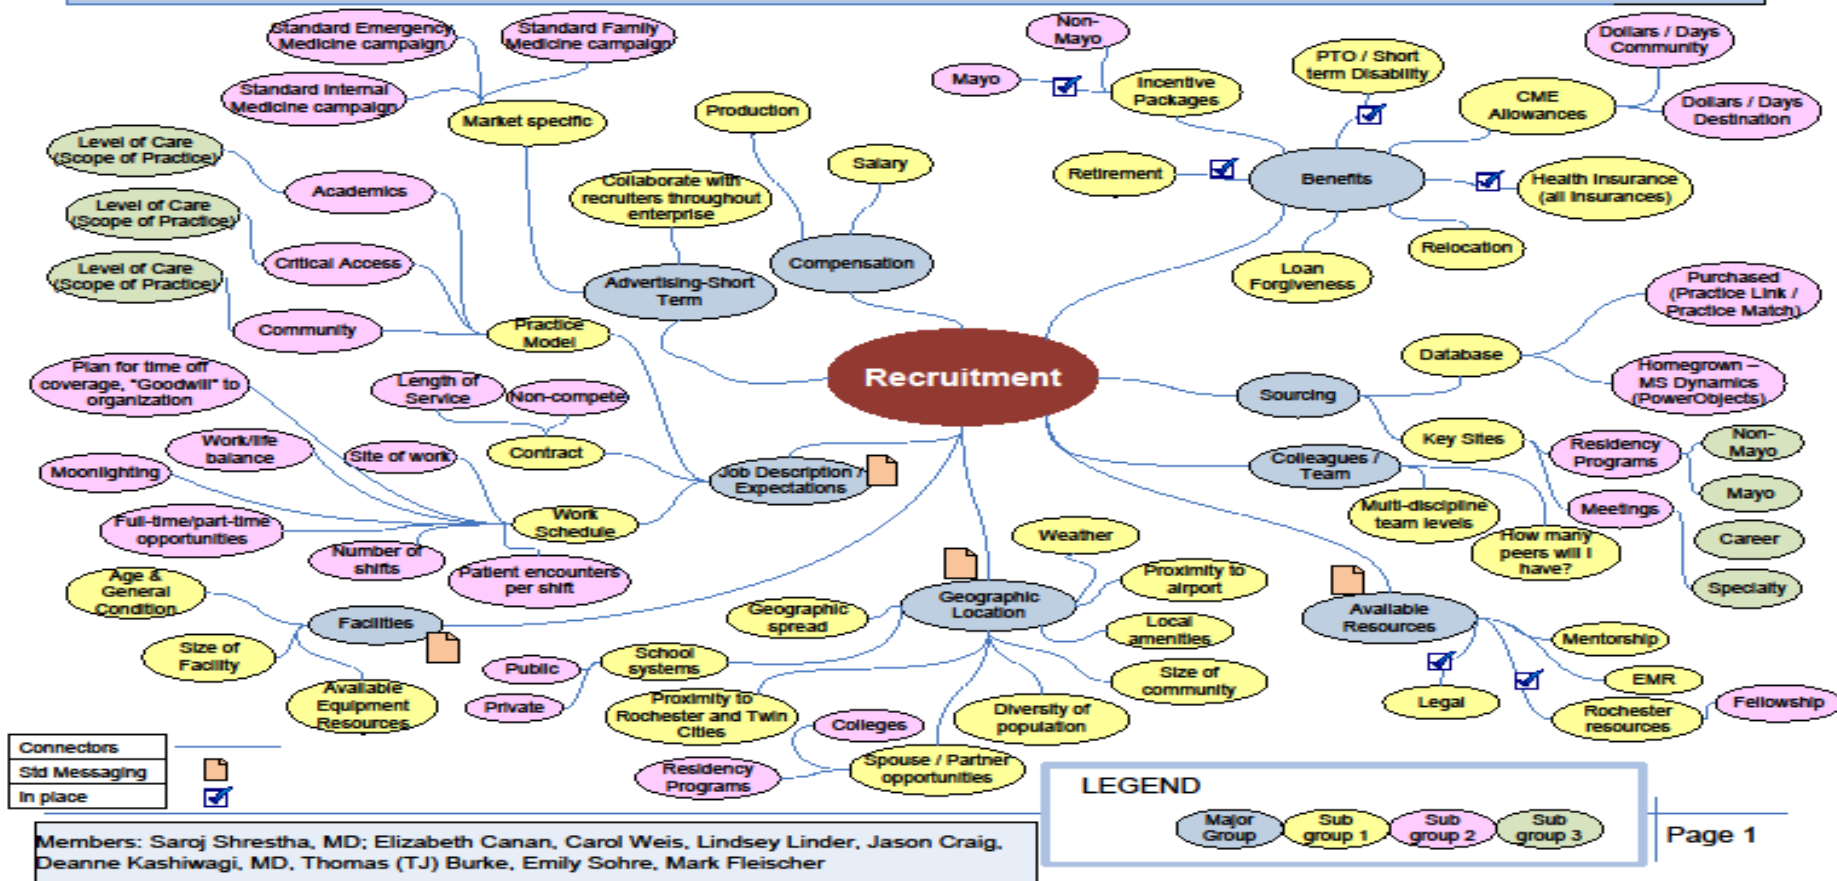 Standard Emergency
Medicine campaign
Standard Family
Medicine campaign
Standard Internal
Medicine campaign
Market specific
Production
Salary
Collaborate with
recruiters throughout
enterprise
Advertising-Short
Term
Compensation
Non-
Mayo
Mayo
Incentive
Packages
PTO / Short
term Disability
Dollars / Days
Community
CME
Allowances
Dollars / Days
Destination
Retirement
Benefits
Health Insurance
(all Insurances)
Loan
Forgiveness
Relocation
Level of Care
(Scope of Practice)
Academics
Level of Care
(Scope of Practice)
Critical Access
Level of Care
(Scope of Practice)
Community
Practice
Model
Recruitment
Purchased
(Practice Link /
Practice Match)
Database
Homegrown –
MS Dynamics
(PowerObjects)
Sourcing
Key Sites
Residency
Programs
Non-
Mayo
Mayo
Meetings
Career
Specialty
Colleagues /
Team
Multi-discipline
team levels
How many
peers will I
have?
Plan for time off
coverage, "Goodwill" to
organization
Length of
Service
Non-compete
Contract
Work/life
balance
Site of work
Moonlighting
Full-time/part-time
opportunities
Number of
shifts
Patient encounters
per shift
Work
Schedule
Job Description /
Expectations
Age &
General
Condition
Facilities
Size of
Facility
Available
Equipment
Resources
Weather
Proximity to
airport
Geographic
Location
Geographic
spread
Local
amenities
School
systems
Public
Private
Size of
community
Proximity to
Rochester and Twin
Cities
Diversity of
population
Colleges
Residency
Programs
Spouse / Partner
opportunities
Available
Resources
Mentorship
EMR
Legal
Rochester
resources
Fellowship
Connectors
Std Messaging
In place
LEGEND
Major
Group
Sub
group 1
Sub
group 2
Sub
group 3
Page 1
Members: Saroj Shrestha, MD; Elizabeth Canan, Carol Weis, Lindsey Linder, Jason Craig,
Deanne Kashiwagi, MD, Thomas (TJ) Burke, Emily Sohre, Mark Fleischer